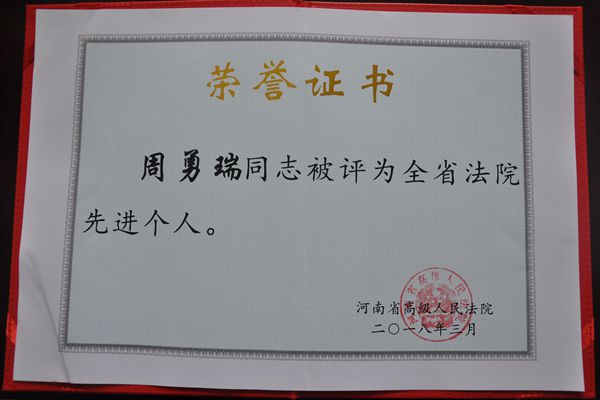 荣誉证书
周勇瑞同志被评为全省法院
先进个人。
河南省高级人民法院
二〇一八年三月